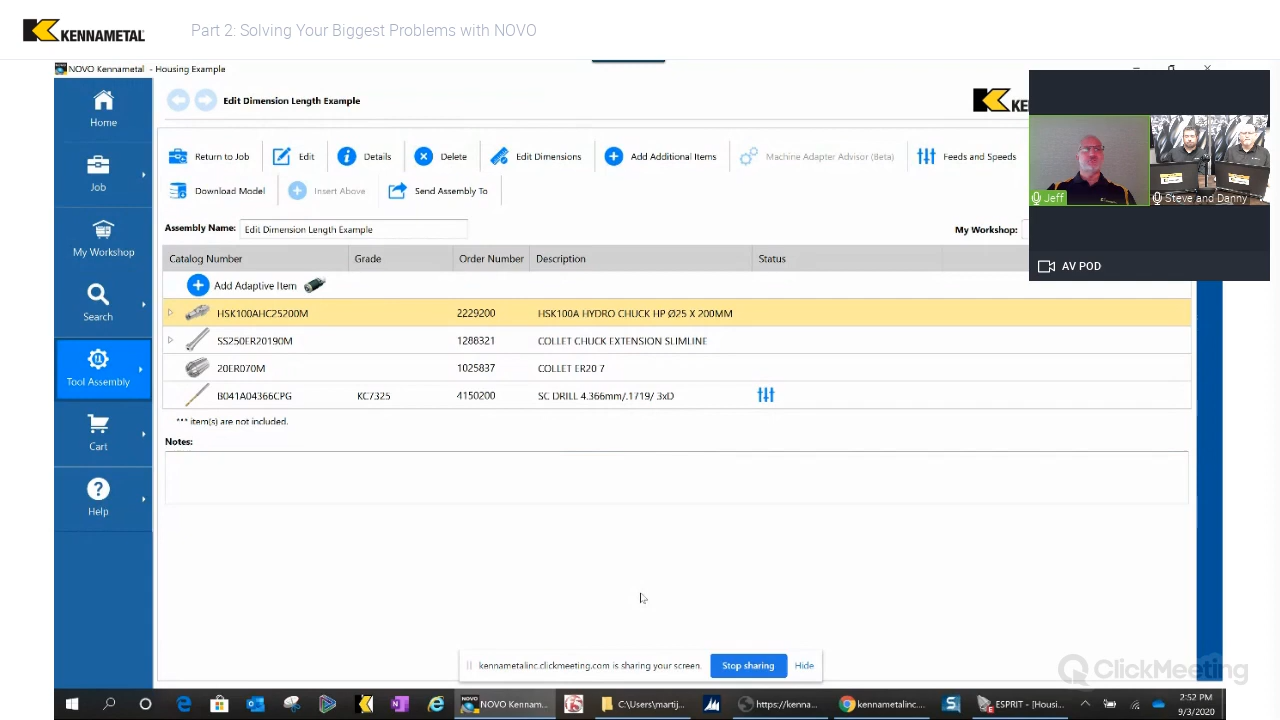 KENNAMETAL
Part 2: Solving Your Biggest Problems with NOVO
NOVO Kennametal - Housing Example
Edit Dimension Length Example
KE
Home
Job
My Workshop
Search
Tool Assembly
Cart
Help
Return to Job
Edit
Details
Delete
Edit Dimensions
Add Additional Items
Machine Adapter Advisor (Beta)
Feeds and Speeds
Download Model
Insert Above
Send Assembly To
Assembly Name: Edit Dimension Length Example
My Workshop:
Catalog Number Grade Order Number Description Status
Add Adaptive Item
HSK100AHC25200M 2229200 HSK100A HYDRO CHUCK HP Ø25 X 200MM
SS250ER20190M 1288321 COLLET CHUCK EXTENSION SLIMLINE
20ER070M 1025837 COLLET ER20 7
B041A04366CPG KC7325 4150200 SC DRILL 4.366mm/.1719/ 3xD
*** item(s) are not included.
Notes:
Jeff
Steve and Danny
AV POD
kennametalinc.clickmeeting.com is sharing your screen. Stop sharing Hide
ClickMeeting
NOVO Kennam...
C:\Users\martij...
https://kenna...
kennametalinc...
ESPRIT - [Housi...
2:52 PM
9/3/2020